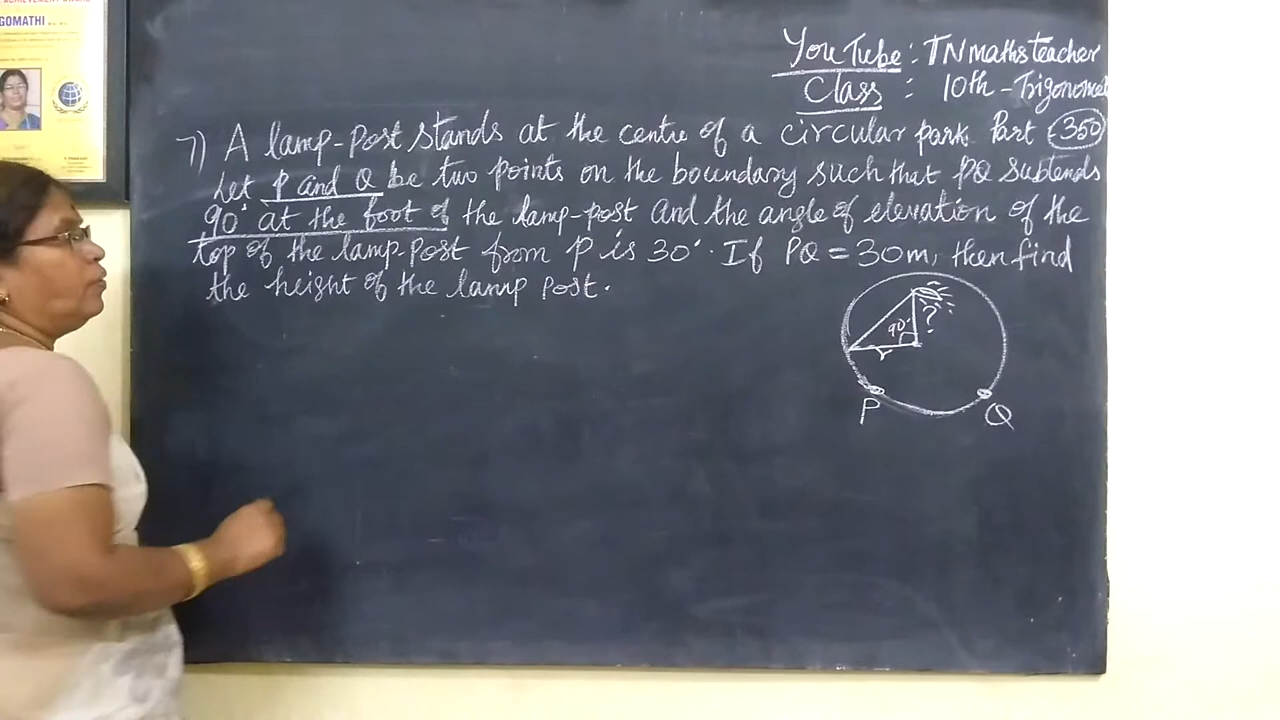 ACHIEVEMENT AWARD
GOMATHI
YouTube : TN maths teacher
Class : 10th - Trigonomet
7) A lamp-post stands at the centre of a circular park. Part 350
Let P and Q be two points on the boundary such that PQ subtends
90° at the foot of the lamp-post and the angle of elevation of the
top of the lamp post from P is 30°. If PQ = 30m, then find
the height of the lamp post.
90°
?
r
P
Q